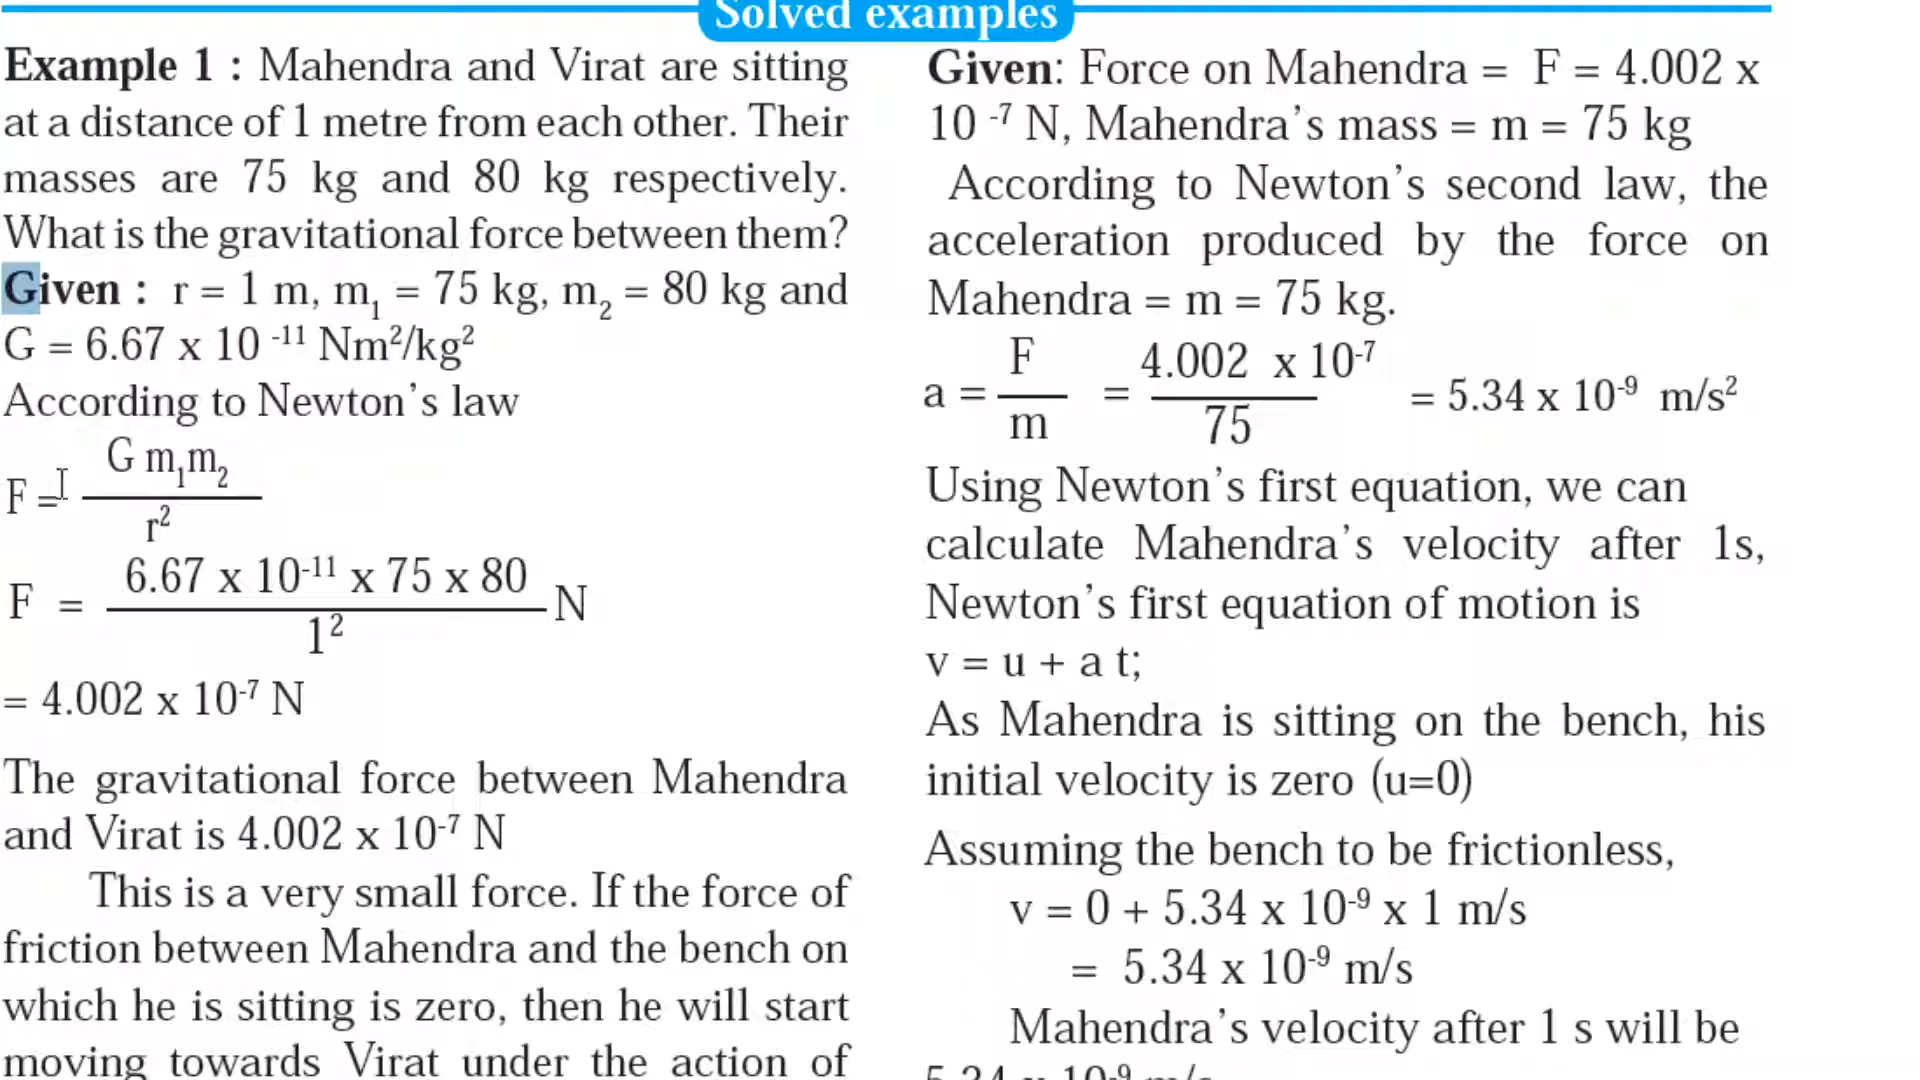 Solved examples
Example 1 : Mahendra and Virat are sitting
at a distance of 1 metre from each other. Their
masses are 75 kg and 80 kg respectively.
What is the gravitational force between them?
Given : r = 1 m, m₁ = 75 kg, m₂ = 80 kg and
G = 6.67 x 10 ⁻¹¹ Nm²/kg²
According to Newton’s law
F = G m₁m₂ / r²
F = 6.67 x 10⁻¹¹ x 75 x 80 / 1² N
= 4.002 x 10⁻⁷ N
The gravitational force between Mahendra
and Virat is 4.002 x 10⁻⁷ N
This is a very small force. If the force of
friction between Mahendra and the bench on
which he is sitting is zero, then he will start
moving towards Virat under the action of
Given: Force on Mahendra = F = 4.002 x
10 ⁻⁷ N, Mahendra’s mass = m = 75 kg
According to Newton’s second law, the
acceleration produced by the force on
Mahendra = m = 75 kg.
a = F / m = 4.002 x 10⁻⁷ / 75 = 5.34 x 10⁻⁹ m/s²
Using Newton’s first equation, we can
calculate Mahendra’s velocity after 1s,
Newton’s first equation of motion is
v = u + a t;
As Mahendra is sitting on the bench, his
initial velocity is zero (u=0)
Assuming the bench to be frictionless,
v = 0 + 5.34 x 10⁻⁹ x 1 m/s
= 5.34 x 10⁻⁹ m/s
Mahendra’s velocity after 1 s will be
5.34 x 10⁻⁹ m/s